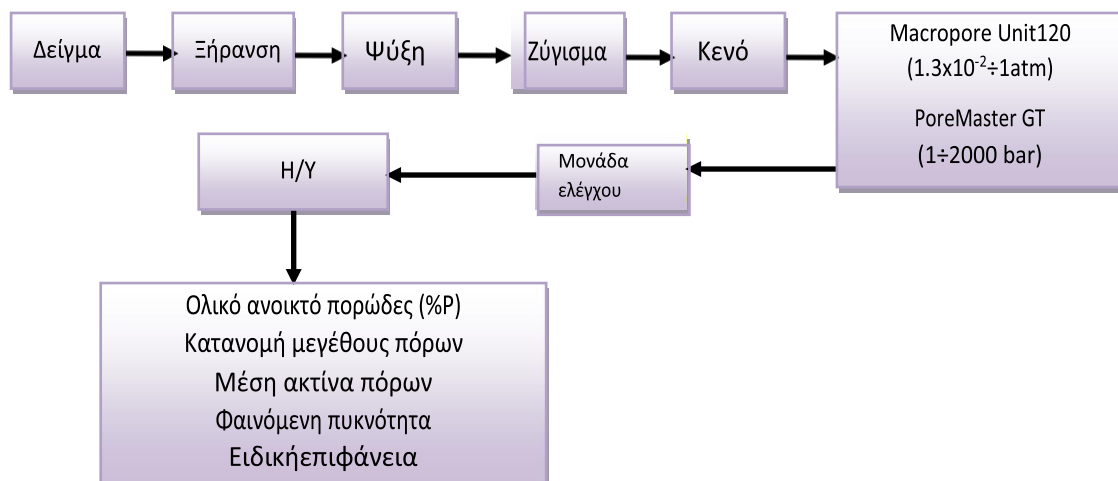 Δείγμα
Ξήρανση
Ψύξη
Ζύγισμα
Κενό
Macropore Unit120
(1.3x10⁻²÷1atm)
PoreMaster GT
(1÷2000 bar)
Μονάδα
ελέγχου
Η/Υ
Ολικό ανοικτό πορώδες (%P)
Κατανομή μεγέθους πόρων
Μέση ακτίνα πόρων
Φαινόμενη πυκνότητα
Ειδικήεπιφάνεια